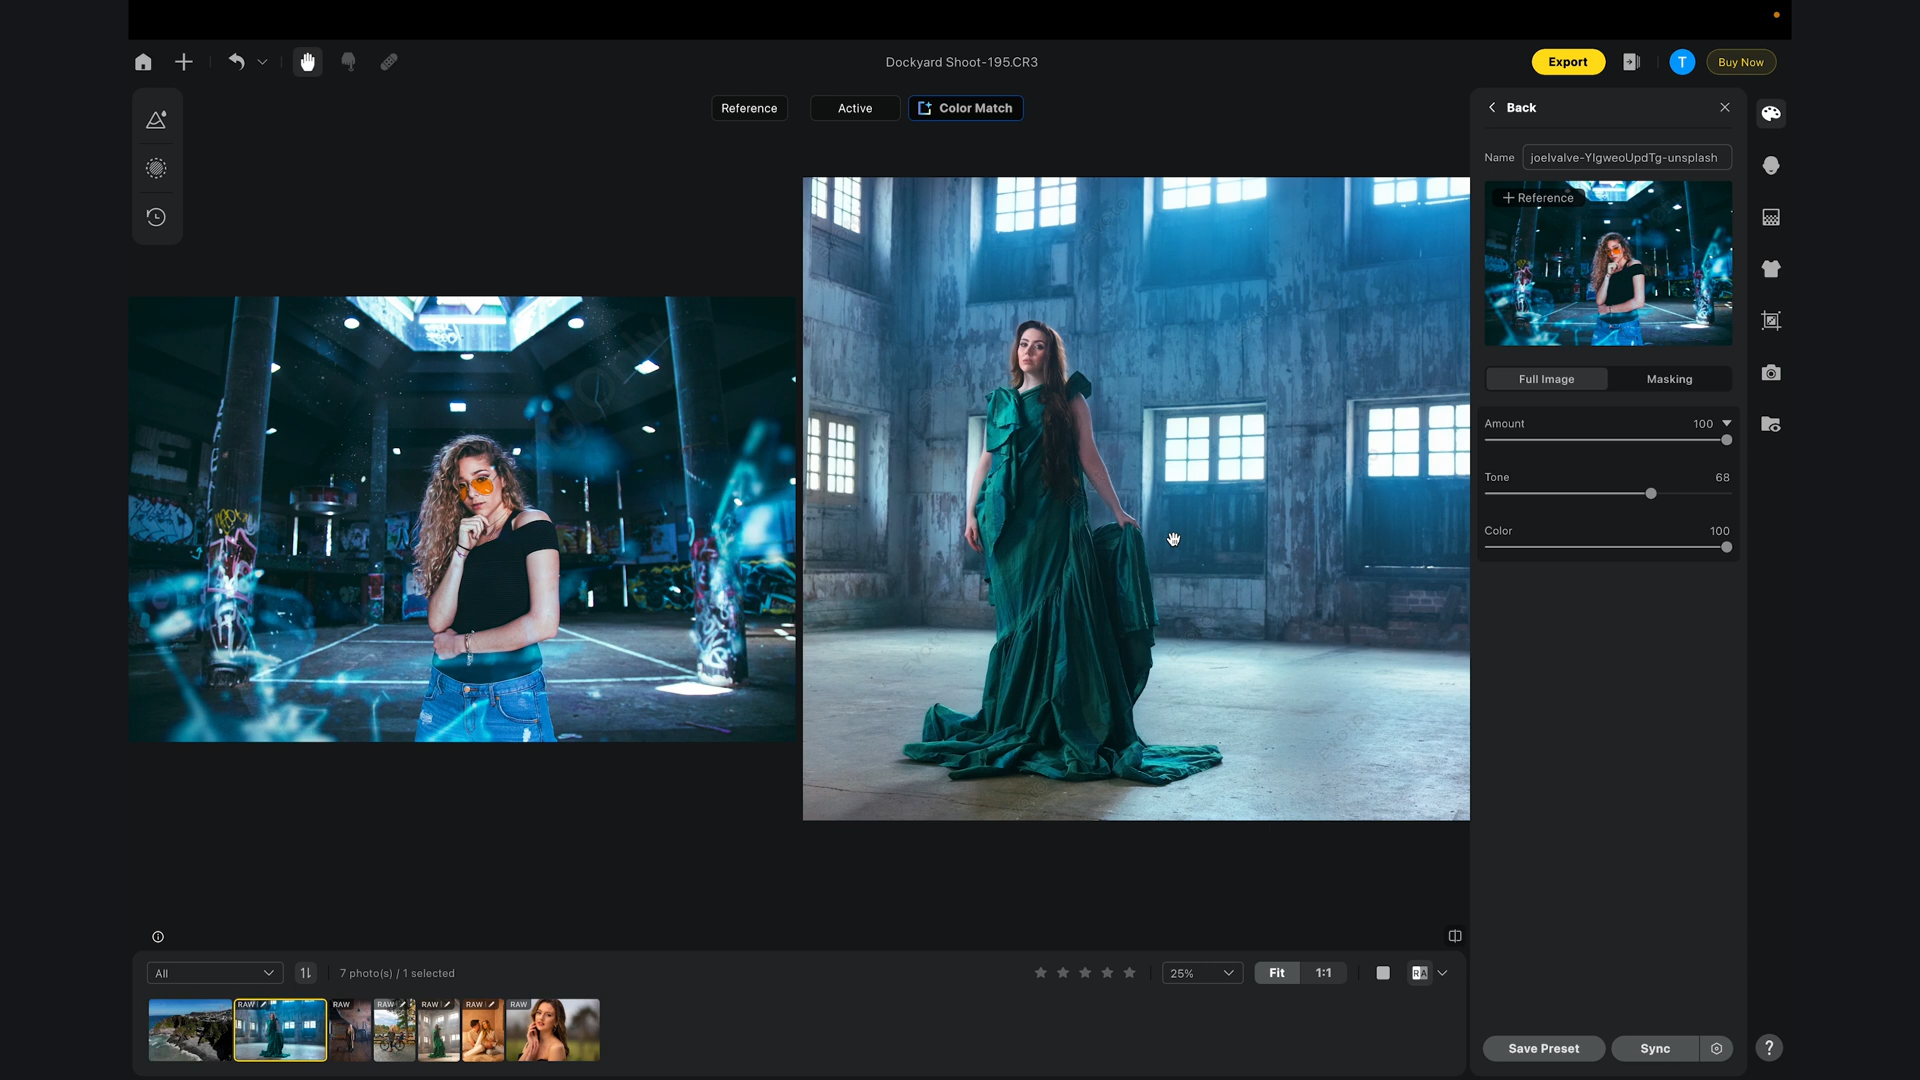 Dockyard Shoot-195.CR3
Export
T
Buy Now
Reference
Active
Color Match
Back
Name
joelvalve-YIgweoUpdTg-unsplash
Reference
Full Image
Masking
Amount
100
Tone
68
Color
100
All
7 photo(s) / 1 selected
25%
Fit
1:1
RA
RAW
RAW
RAW
RAW
RAW
RAW
Save Preset
Sync
?